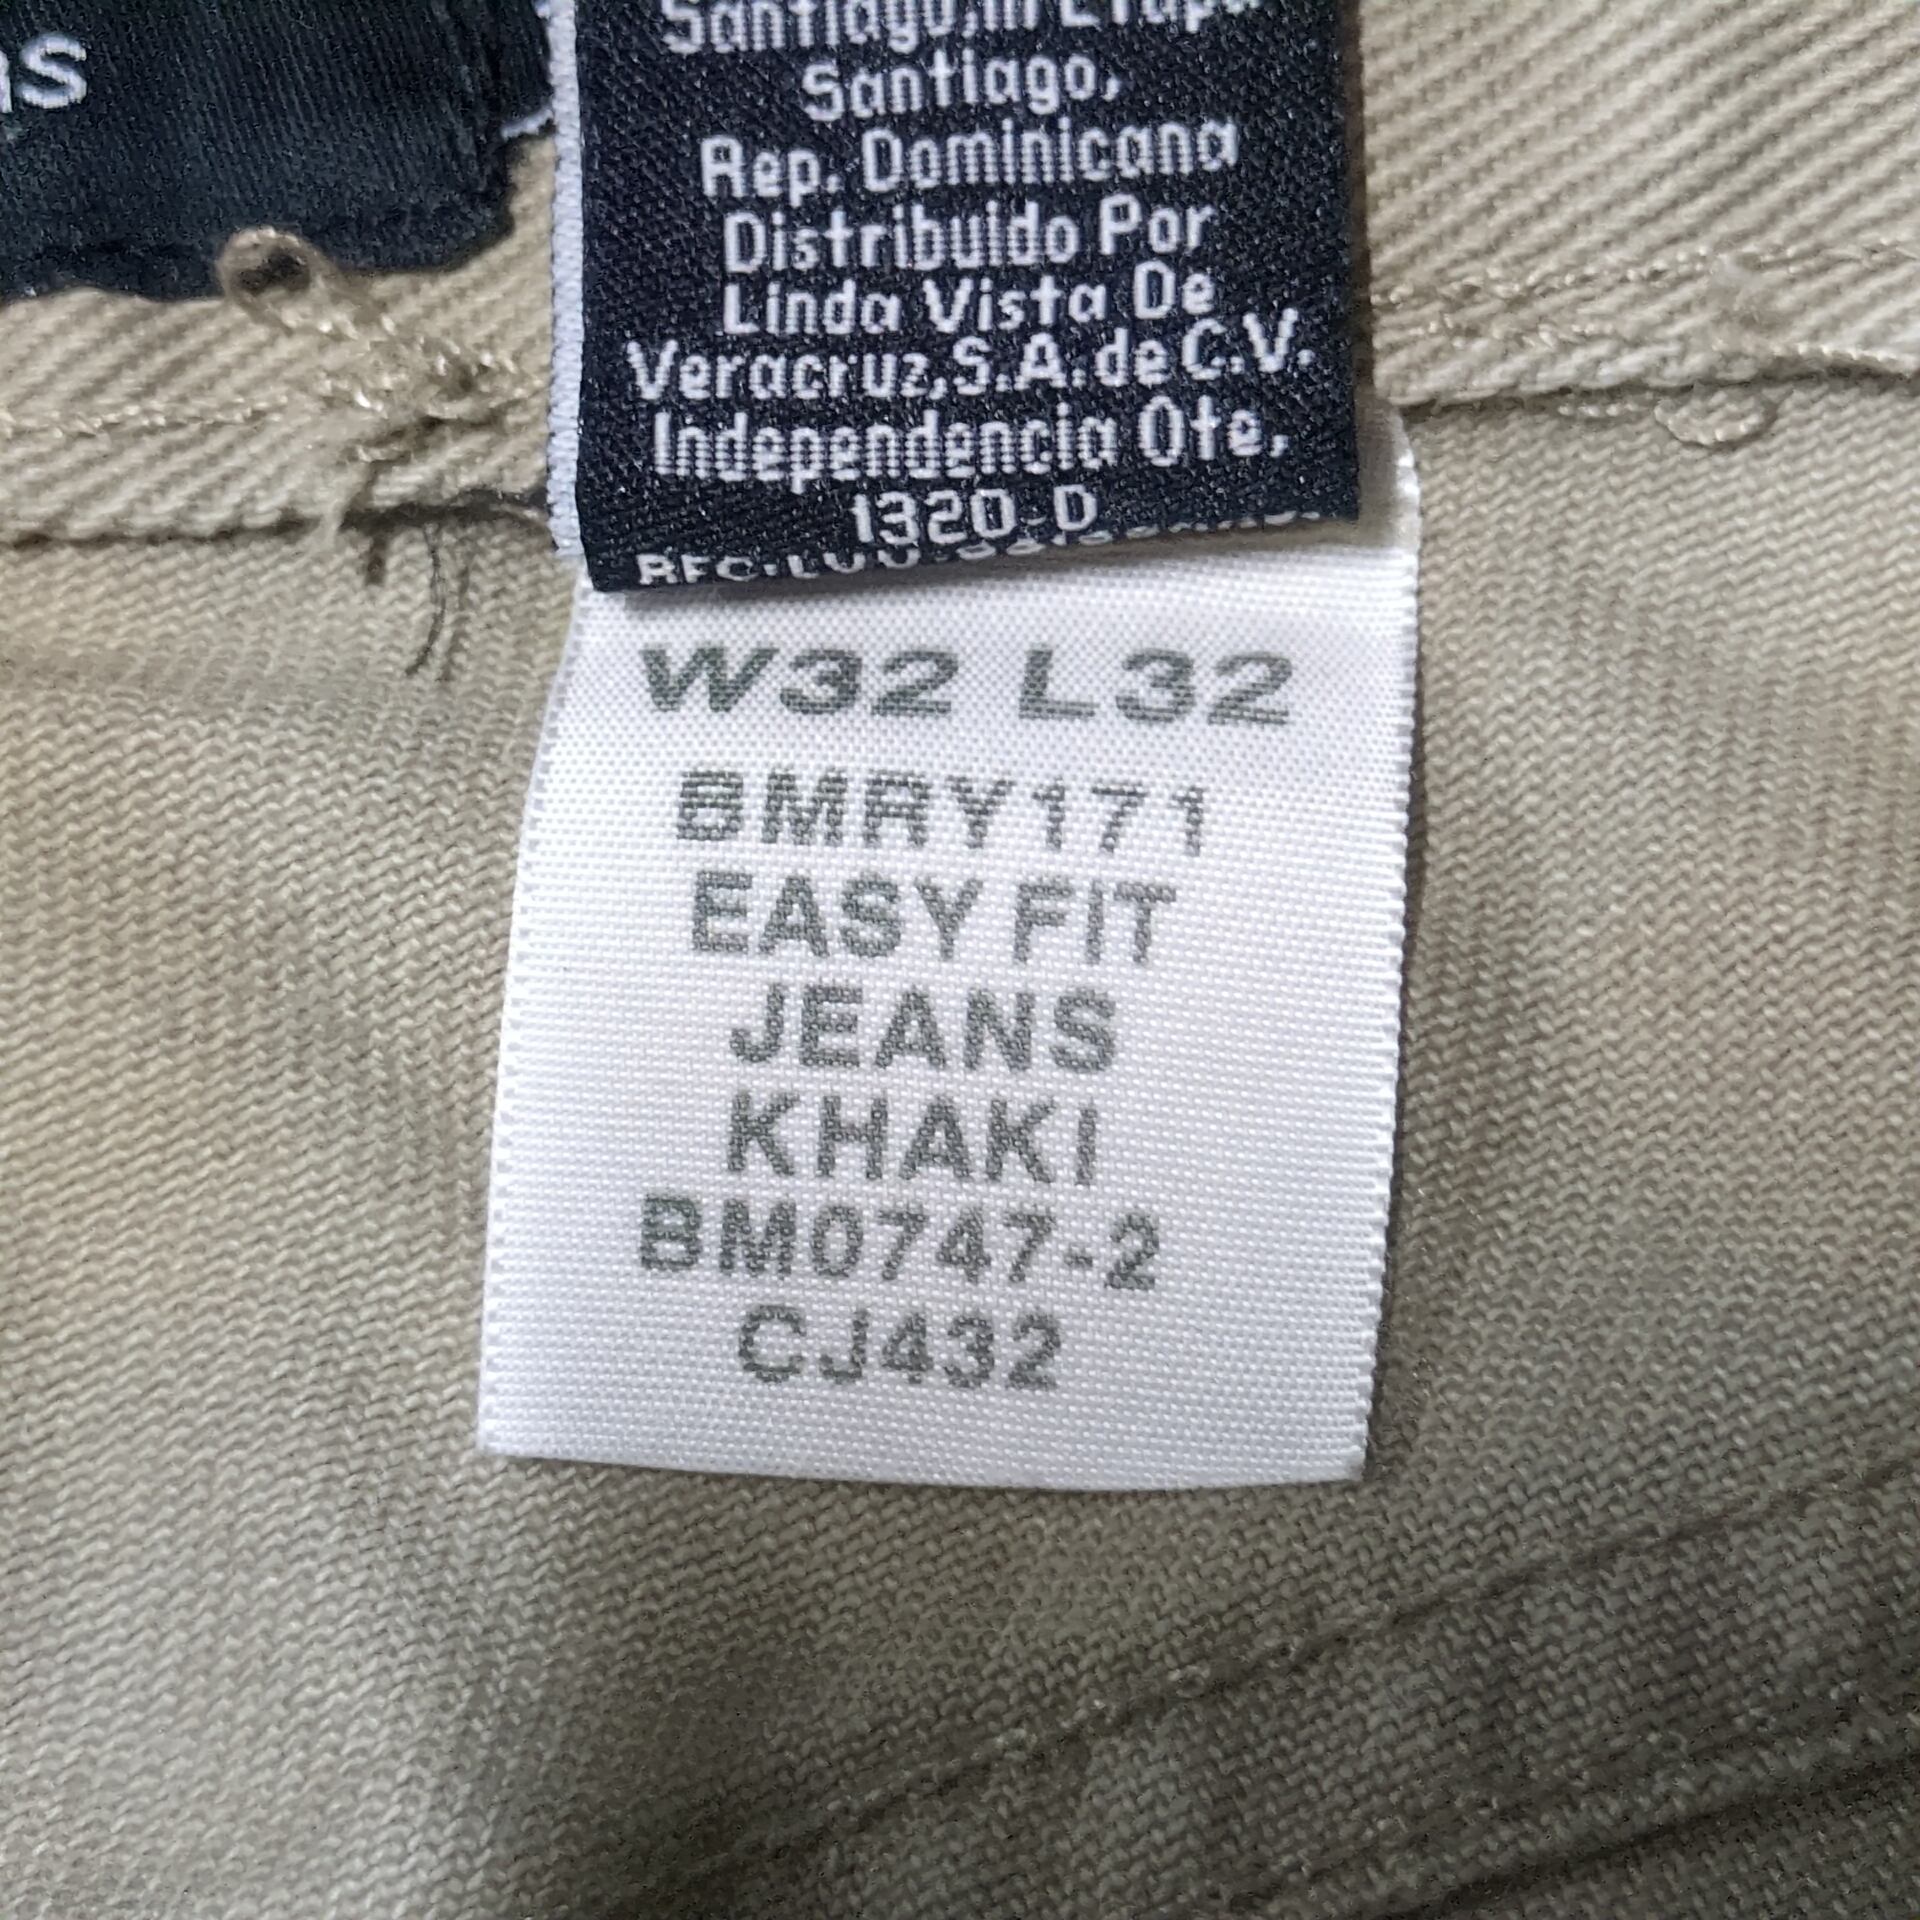 Santiago,
Rep. Dominicana
Distribuido Por
Linda Vista De
Veracruz,S.A.de C.V.
Independencia Ote,
1320-D
W32 L32
BMRY171
EASY FIT
JEANS
KHAKI
BM0747-2
CJ432